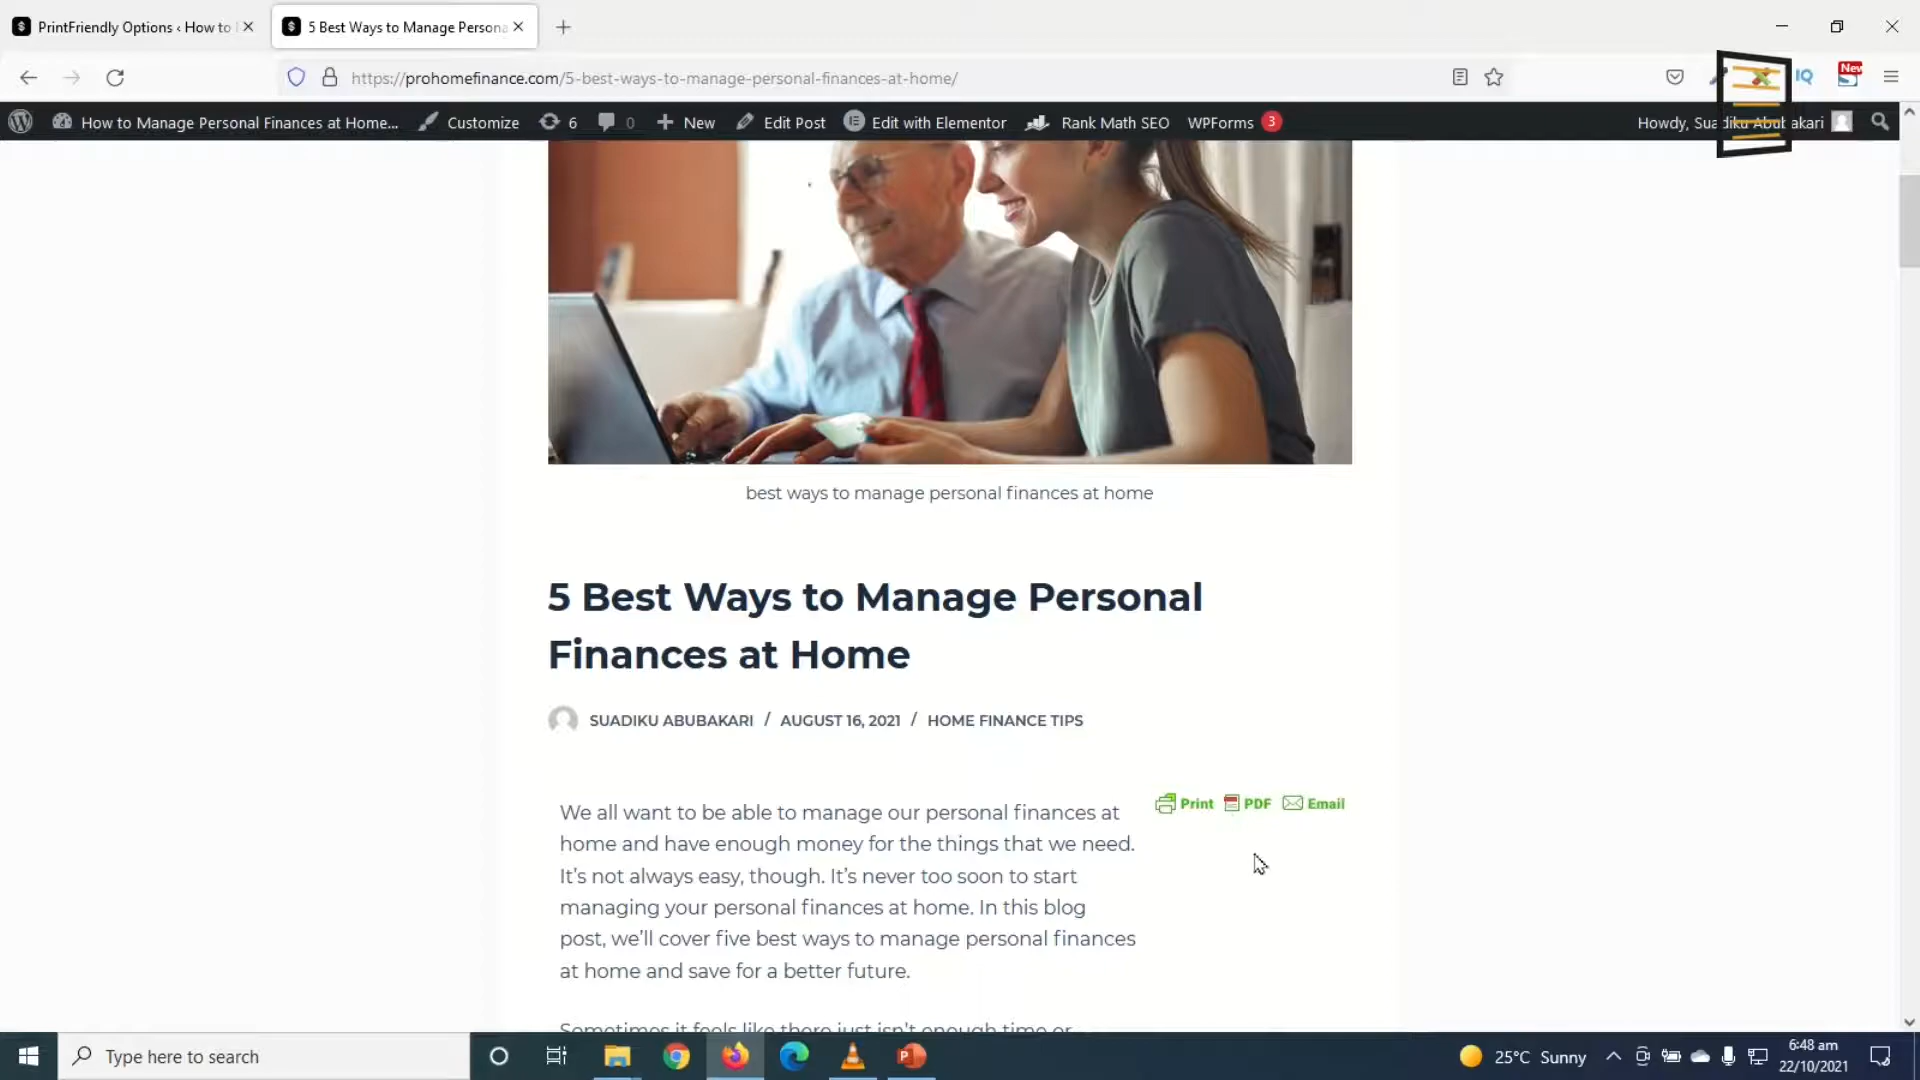 PrintFriendly Options ‹ How to
5 Best Ways to Manage Persona
https://prohomefinance.com/5-best-ways-to-manage-personal-finances-at-home/
IQ
New
How to Manage Personal Finances at Home...
Customize
6
0
New
Edit Post
Edit with Elementor
Rank Math SEO
WPForms 3
Howdy, Suadiku Abubakari
best ways to manage personal finances at home
5 Best Ways to Manage Personal
Finances at Home
SUADIKU ABUBAKARI / AUGUST 16, 2021 / HOME FINANCE TIPS
Print PDF Email
We all want to be able to manage our personal finances at
home and have enough money for the things that we need.
It’s not always easy, though. It’s never too soon to start
managing your personal finances at home. In this blog
post, we’ll cover five best ways to manage personal finances
at home and save for a better future.
Sometimes it feels like there just isn’t enough time or
Type here to search
25°C Sunny
6:48 am
22/10/2021